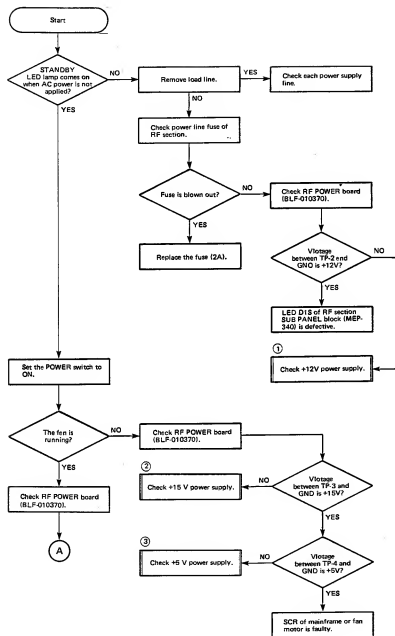 Start
STANDBY
LED lamp comes on
when AC power is not
applied?
NO
Remove load line.
YES
Check each power supply
line.
YES
NO
Check power line fuse of
RF section.
Fuse is blown out?
NO
Check RF POWER board
(BLF-010370).
YES
Replace the fuse (2A).
Vlotage
between TP-2 end
GNO is +12V?
NO
YES
LED D1S of RF section
SUB PANEL block (MEP-
340) is defective.
①
Check +12V power supply.
Set the POWER switch to
ON.
The fen is
running?
NO
Check RF POWER board
(BLF-010370).
YES
Check RF POWER board
(BLF-010370).
A
②
Check +15 V power supply.
NO
Vlotage
between TP-3 and
GND is +15V?
YES
③
Check +5 V power supply.
NO
Vlotage
between TP-4 and
GND is +5V?
YES
SCR of mainframe or fan
motor is faulty.